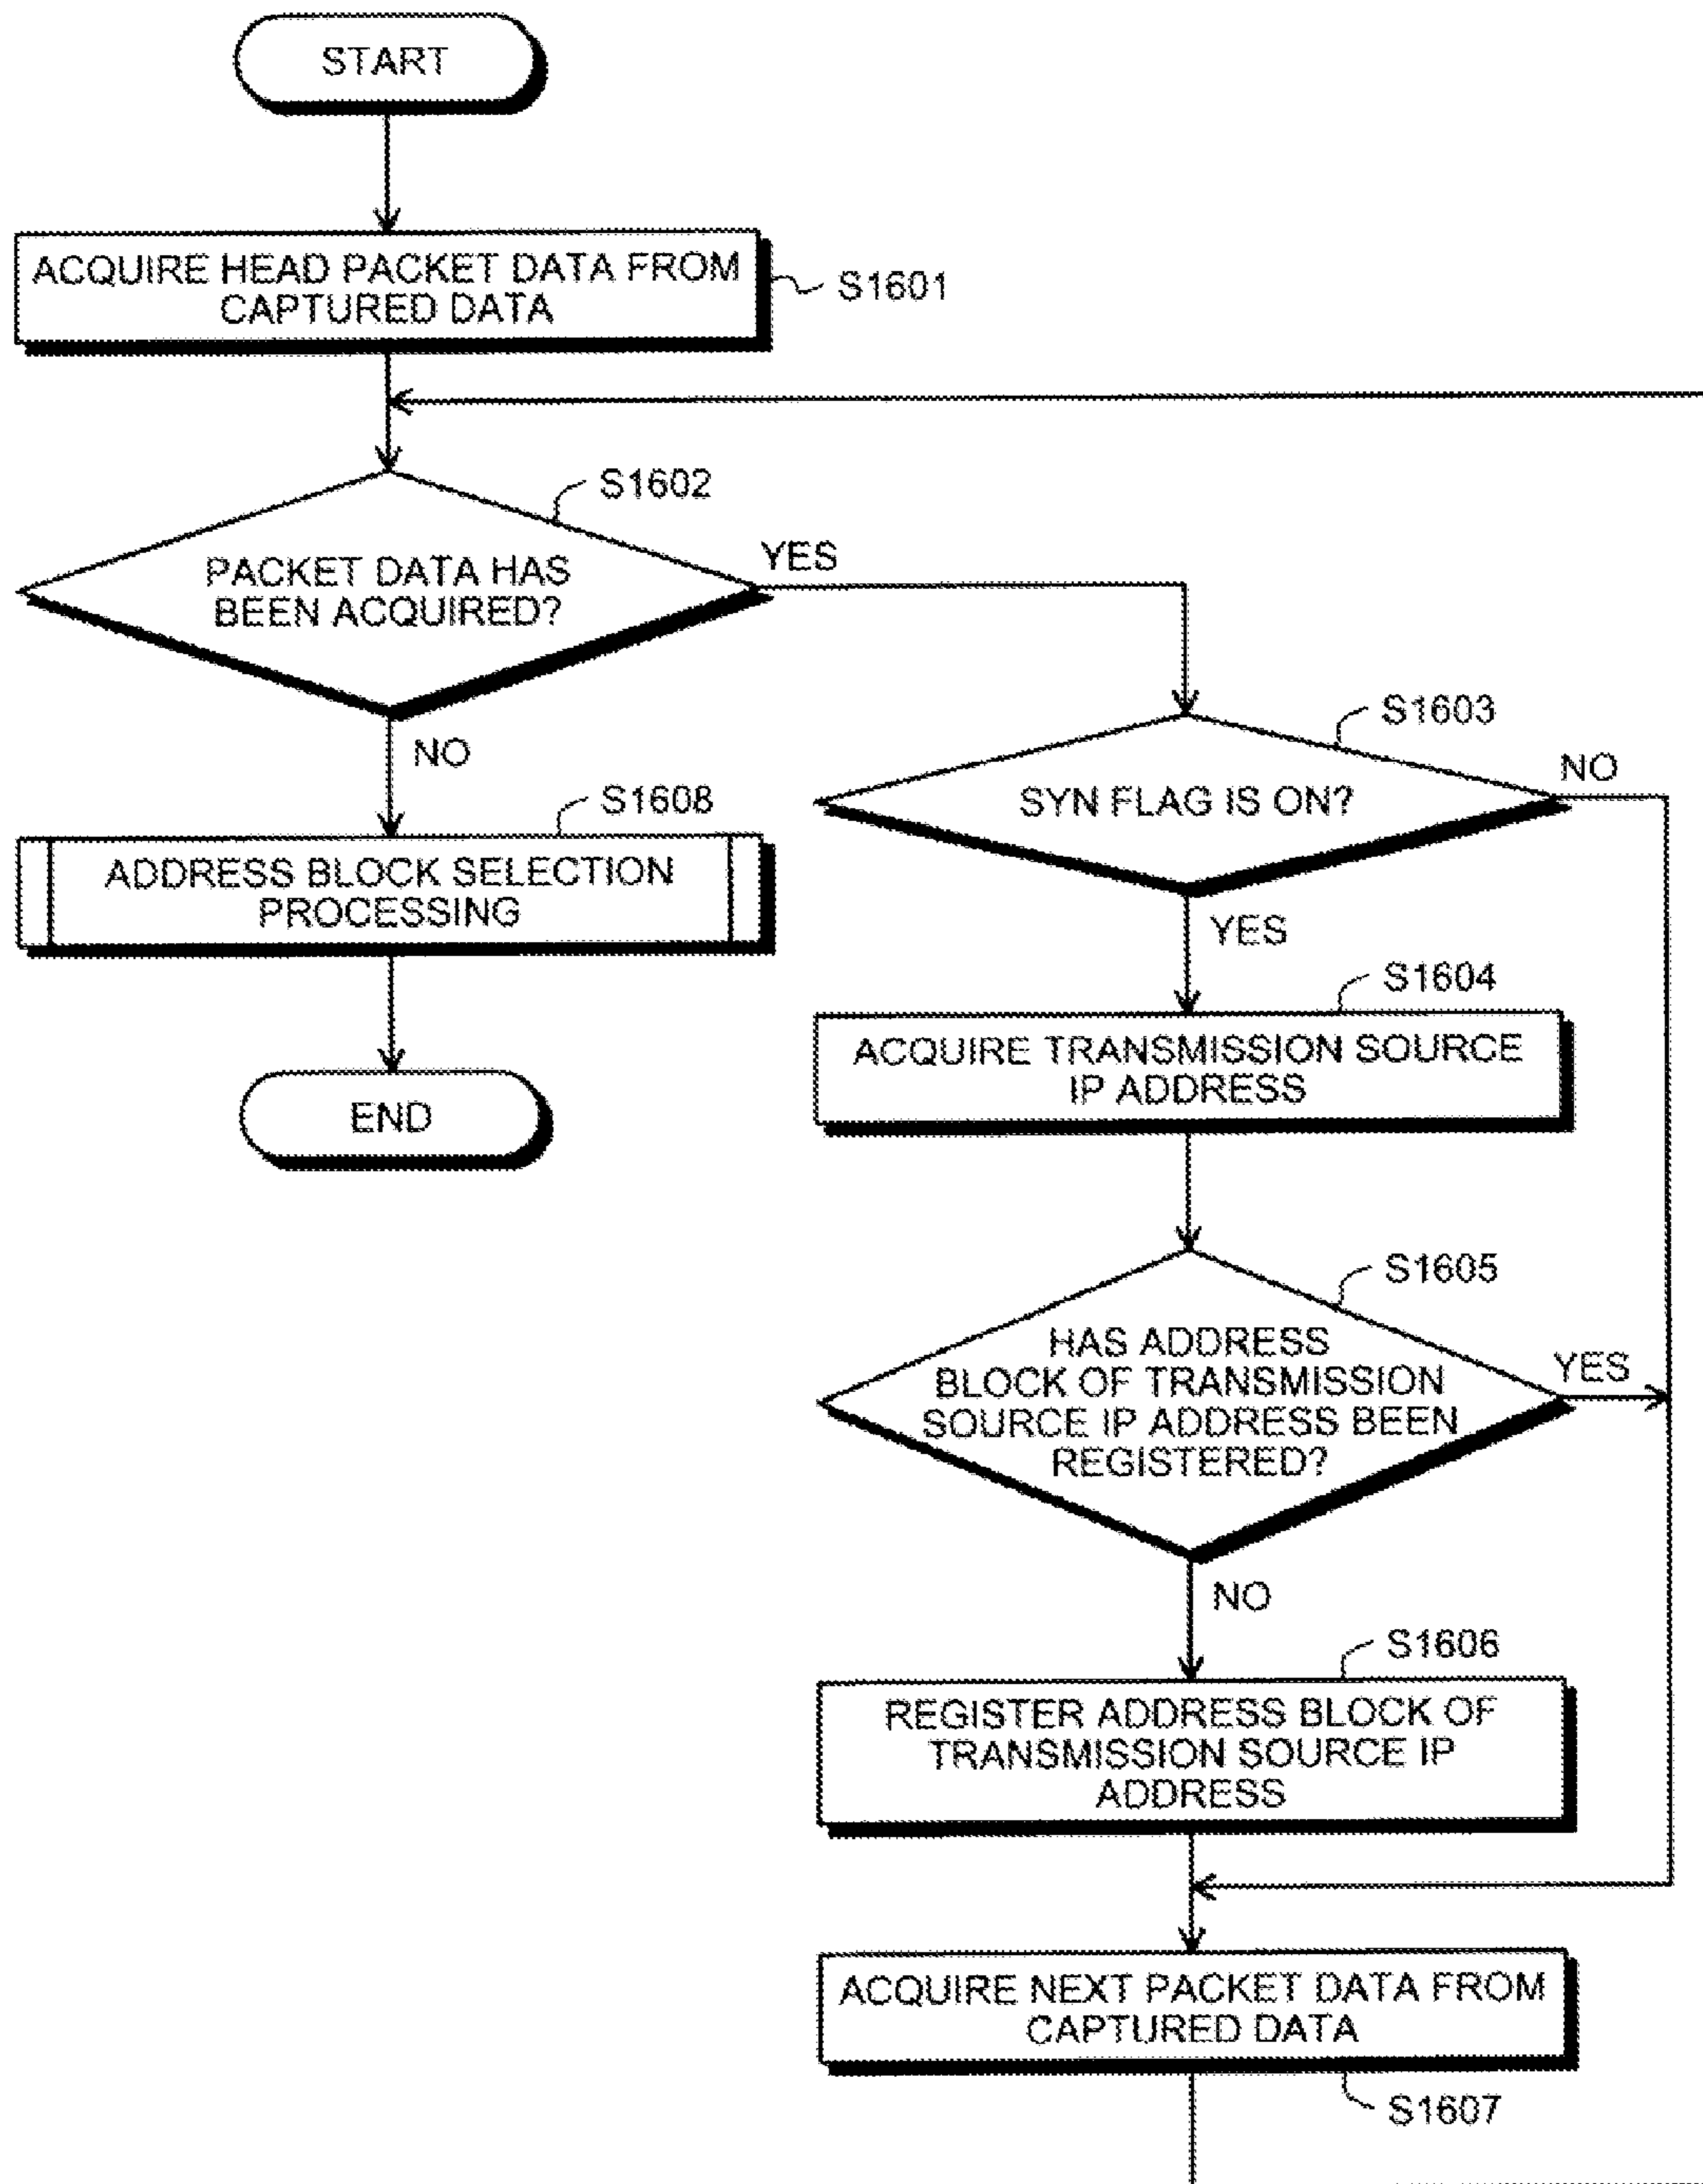 START
ACQUIRE HEAD PACKET DATA FROM
CAPTURED DATA
S1601
S1602
PACKET DATA HAS
BEEN ACQUIRED?
YES
NO
S1603
SYN FLAG IS ON?
NO
YES
S1608
ADDRESS BLOCK SELECTION
PROCESSING
END
S1604
ACQUIRE TRANSMISSION SOURCE
IP ADDRESS
S1605
HAS ADDRESS
BLOCK OF TRANSMISSION
SOURCE IP ADDRESS BEEN
REGISTERED?
YES
NO
S1606
REGISTER ADDRESS BLOCK OF
TRANSMISSION SOURCE IP
ADDRESS
ACQUIRE NEXT PACKET DATA FROM
CAPTURED DATA
S1607